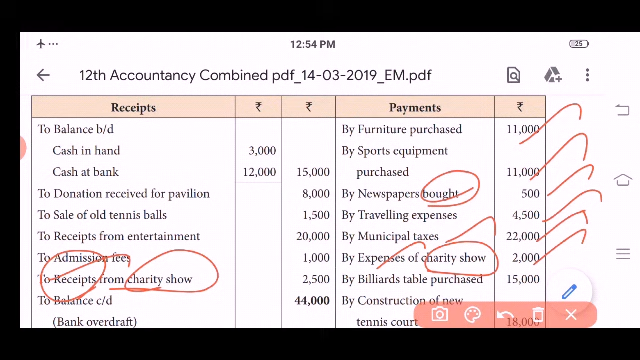 12:54 PM
25
12th Accountancy Combined pdf_14-03-2019_EM.pdf
Receipts ₹ ₹ Payments ₹
To Balance b/d By Furniture purchased 11,000
Cash in hand 3,000 By Sports equipment
Cash at bank 12,000 15,000 purchased 11,000
To Donation received for pavilion 8,000 By Newspapers bought 500
To Sale of old tennis balls 1,500 By Travelling expenses 4,500
To Receipts from entertainment 20,000 By Municipal taxes 22,000
To Admission fees 1,000 By Expenses of charity show 2,000
To Receipts from charity show 2,500 By Billiards table purchased 15,000
To Balance c/d 44,000 By Construction of new
(Bank overdraft) tennis court 18,000